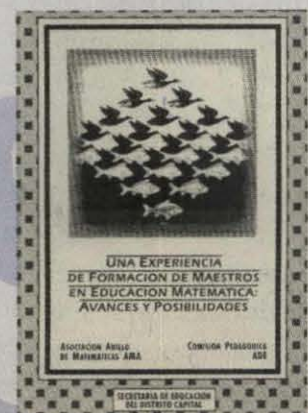 UNA EXPERIENCIA
DE FORMACION DE MAESTROS
EN EDUCACION MATEMATICA:
AVANCES Y POSIBILIDADES
ASOCIACION ANILLO
DE MATEMATICAS AMA
COMISION PEDAGOGICA
ADE
SECRETARIA DE EDUCACION
DEL DISTRITO CAPITAL